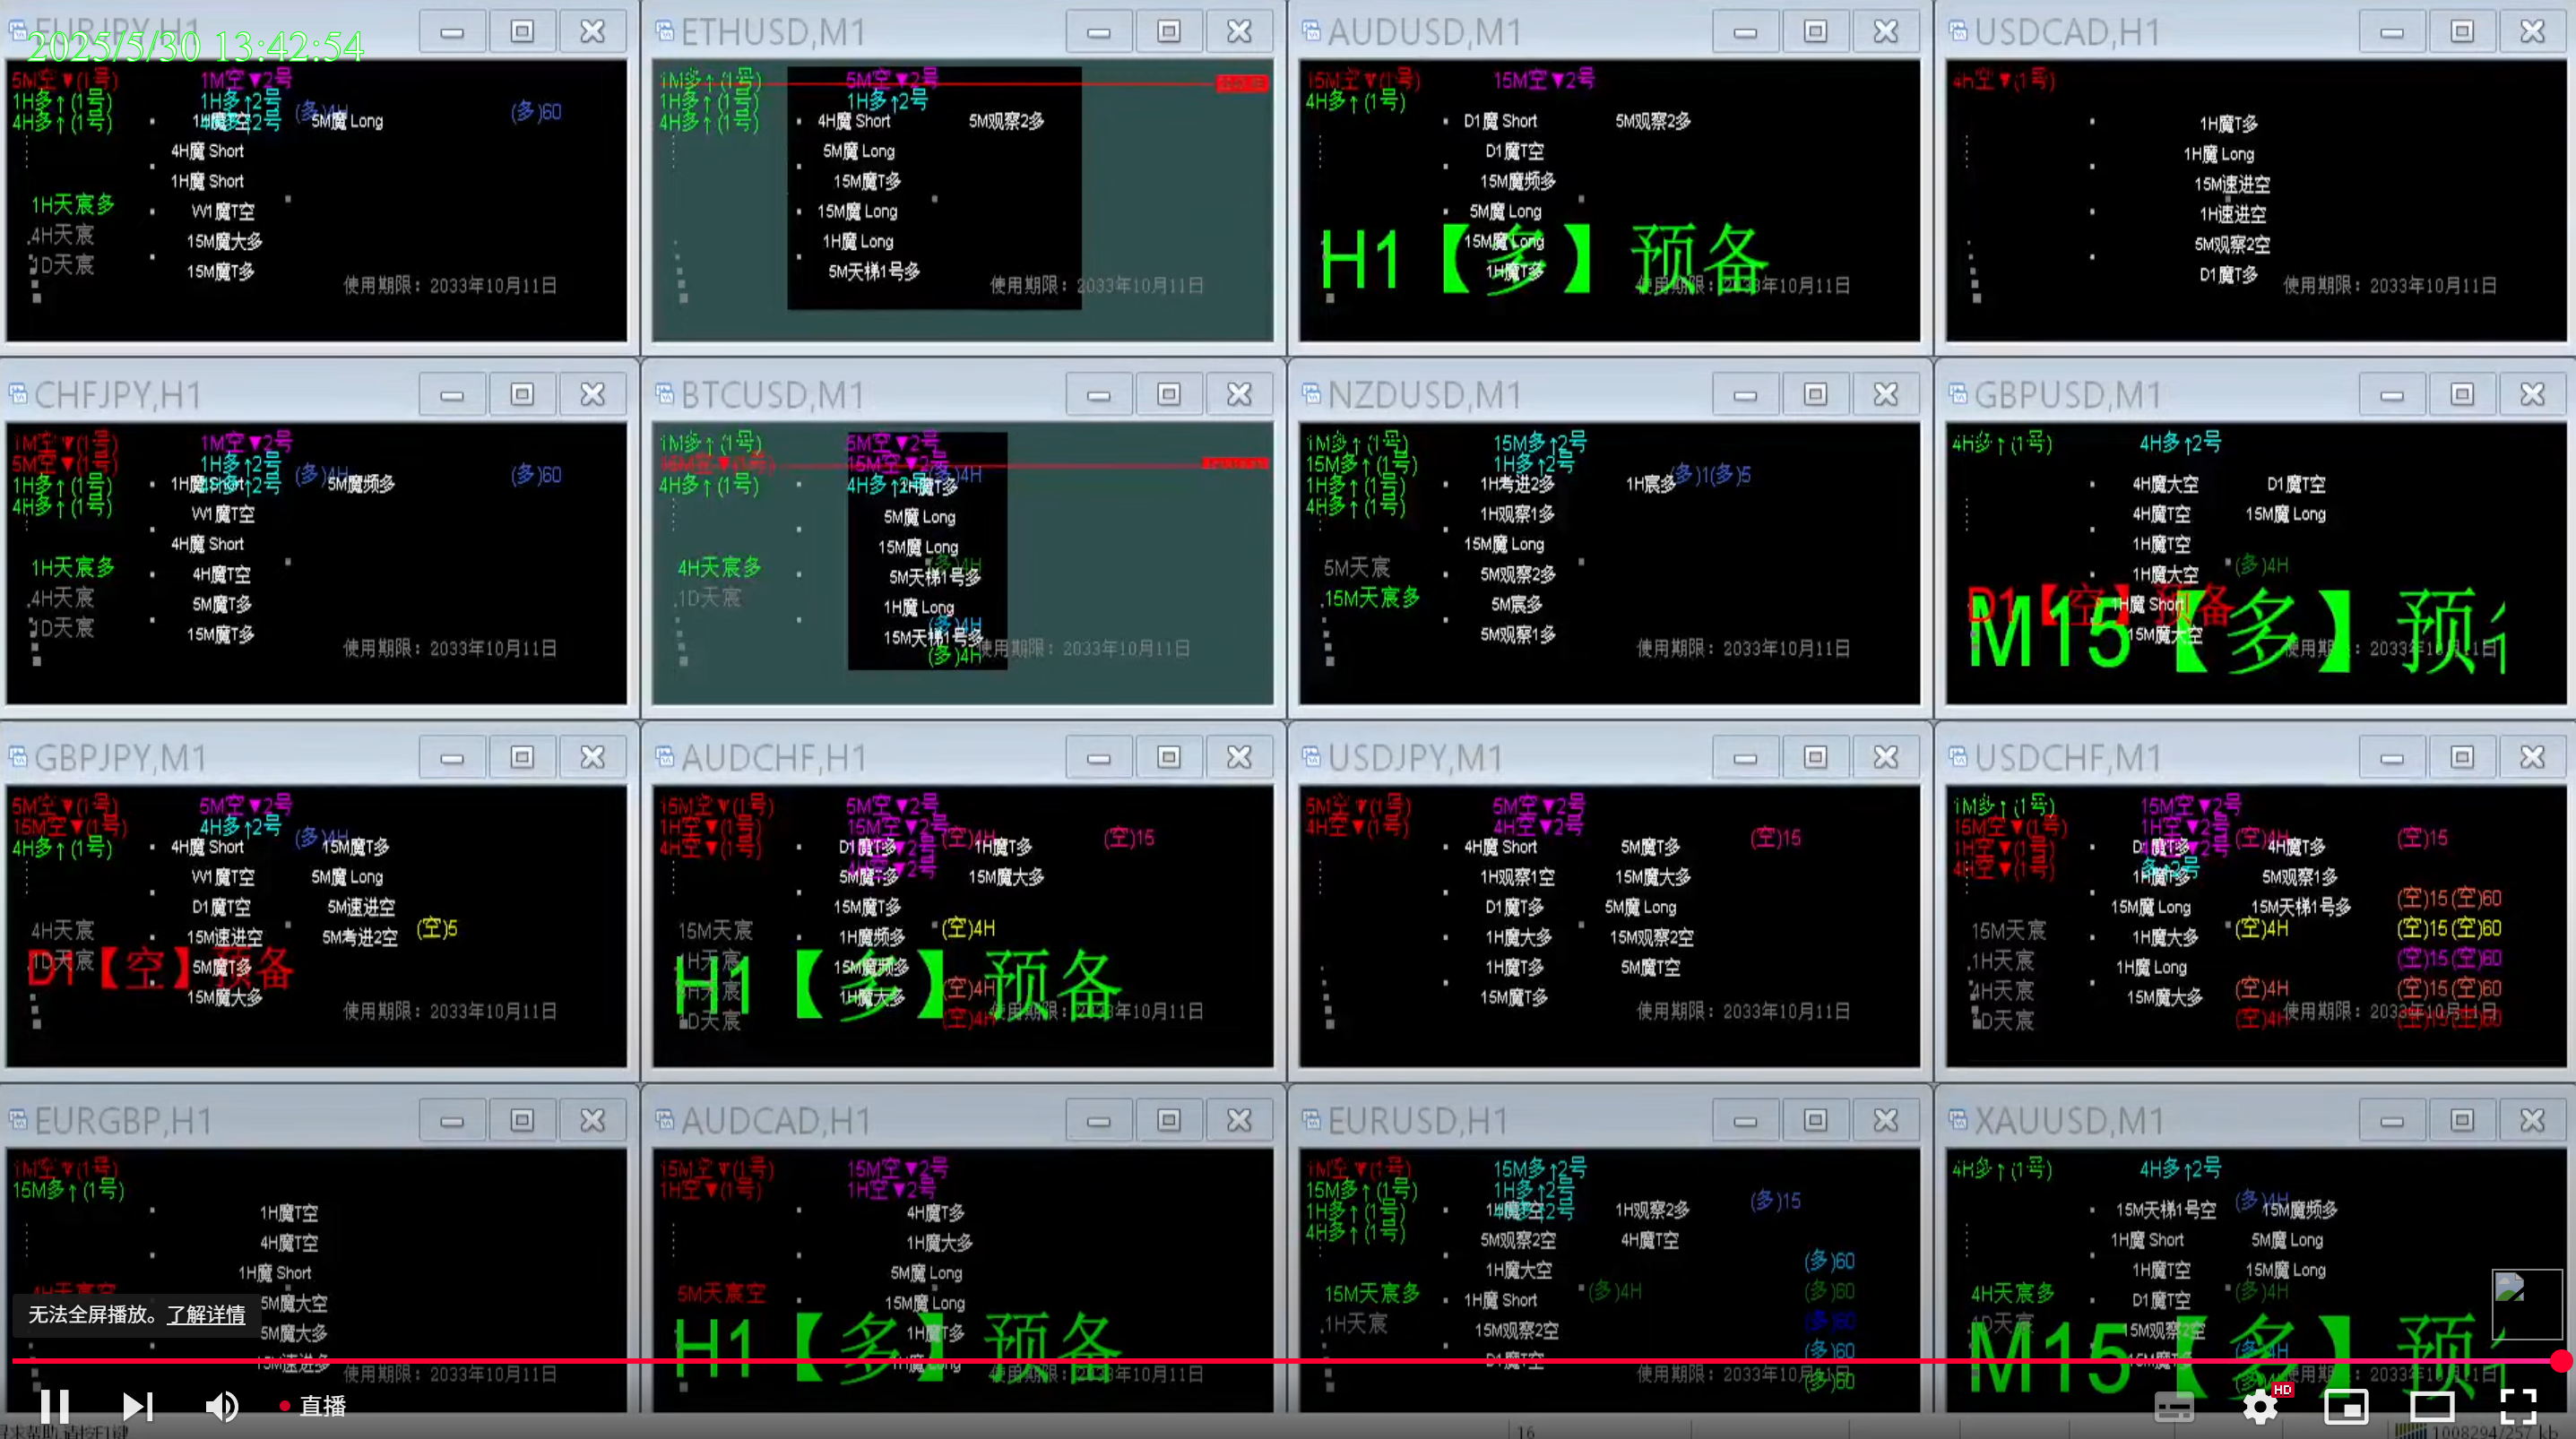 EURJPY,H1
2025/5/30 13:42:54
5M空▼(1号)
1M空▼2号
1H多↑(1号)
1H多↑2号
(多)4H
(多)60
4H多↑(1号)
5M魔 Long
4H魔 Short
1H魔 Short
1H天宸多
W1魔T空
4H天宸
15M魔大多
1D天宸
15M魔T多
使用期限：2033年10月11日
ETHUSD,M1
1M多↑(1号)
5M空▼2号
1H多↑(1号)
1H多↑2号
4H多↑(1号)
4H魔 Short
5M观察2多
5M魔 Long
15M魔T多
15M魔 Long
1H魔 Long
5M天梯1号多
使用期限：2033年10月11日
AUDUSD,M1
15M空▼(1号)
15M空▼2号
4H多↑(1号)
D1魔 Short
5M观察2多
D1魔T空
15M魔频多
5M魔 Long
15M魔 Long
H1【多】预备
1H魔T多
使用期限：2033年10月11日
USDCAD,H1
4h空▼(1号)
1H魔T多
1H魔 Long
15M速进空
1H速进空
5M观察2空
D1魔T多
使用期限：2033年10月11日
CHFJPY,H1
1M空▼(1号)
1M空▼2号
5M空▼(1号)
1H多↑2号
(多)4H
(多)60
1H多↑(1号)
1H魔 Short
5M魔频多
4H多↑(1号)
W1魔T空
4H魔 Short
1H天宸多
4H魔T空
4H天宸
5M魔T多
1D天宸
15M魔T多
使用期限：2033年10月11日
BTCUSD,M1
1M多↑(1号)
5M空▼2号
15M空▼(1号)
15M空▼2号
(多)4H
4H多↑(1号)
4H多↑2号
5M魔 Long
15M魔 Long
(多)4H
4H天宸多
5M天梯1号多
1D天宸
1H魔 Long
(多)4H
15M天梯1号多
(多)4H
使用期限：2033年10月11日
NZDUSD,M1
1M多↑(1号)
15M多↑2号
15M多↑(1号)
1H多↑2号
(多)1(多)5
1H多↑(1号)
1H考进2多
1H宸多
4H多↑(1号)
1H观察1多
15M魔 Long
5M天宸
5M观察2多
15M天宸多
5M宸多
5M观察1多
使用期限：2033年10月11日
GBPUSD,M1
4H多↑(1号)
4H多↑2号
4H魔大空
D1魔T空
4H魔T空
15M魔 Long
1H魔T空
(多)4H
1H魔大空
D1【空】预备
1H魔 Short
M15【多】预
15M魔大空
GBPJPY,M1
5M空▼(1号)
5M空▼2号
15M空▼(1号)
4H多↑2号
(多)4H
4H多↑(1号)
4H魔 Short
15M魔T多
W1魔T空
5M魔 Long
D1魔T空
5M速进空
4H天宸
15M速进空
5M考进2空
(空)5
1D天宸
D1【空】预备
5M魔T多
15M魔大多
使用期限：2033年10月11日
AUDCHF,H1
15M空▼(1号)
5M空▼2号
1H空▼(1号)
15M空▼2号
(空)4H
(空)15
4H空▼(1号)
D1魔T多
1H魔T多
4H空▼2号
5M魔T多
15M魔大多
15M魔T多
15M天宸
1H魔频多
(空)4H
1H天宸
15M魔频多
H1【多】预备
4H天宸
1H魔大多
(空)4H
1D天宸
(空)4H
使用期限：2033年10月11日
USDJPY,M1
5M空▼(1号)
5M空▼2号
4H空▼(1号)
4H空▼2号
(空)15
4H魔 Short
5M魔T多
1H观察1空
15M魔大多
D1魔T多
5M魔 Long
1H魔大多
15M观察2空
1H魔T多
5M魔T空
15M魔T多
使用期限：2033年10月11日
USDCHF,M1
1M多↑(1号)
15M空▼2号
15M空▼(1号)
1H空▼2号
(空)4H
(空)15
1H空▼(1号)
D1魔T多
4H魔T多
4H空▼(1号)
1H魔T多
5M观察1多
(空)15(空)60
15M魔 Long
15M天梯1号多
15M天宸
1H魔大多
(空)4H
(空)15(空)60
1H天宸
1H魔 Long
(空)15(空)60
4H天宸
15M魔大多
(空)4H
(空)15(空)60
1D天宸
(空)4H
(空)15(空)60
使用期限：2033年10月11日
EURGBP,H1
1M空▼(1号)
15M多↑(1号)
1H魔T空
4H魔T空
1H魔 Short
4H天宸空
5M魔大空
5M魔大多
15M速进多
使用期限：2033年10月11日
无法全屏播放。了解详情
AUDCAD,H1
15M空▼(1号)
15M空▼2号
1H空▼(1号)
1H空▼2号
4H魔T多
1H魔大多
5M魔 Long
5M天宸空
15M魔 Long
H1【多】预备
1H魔T多
1H魔 Long
使用期限：2033年10月11日
EURUSD,H1
1M空▼(1号)
15M多↑2号
15M多↑(1号)
1H多↑2号
(多)15
1H多↑(1号)
1H观察2多
4H多↑(1号)
5M观察2空
4H魔T空
1H魔大空
(多)60
15M天宸多
1H魔 Short
(多)4H
(多)60
1H天宸
15M观察2空
(多)60
D1魔T空
(多)60
(多)60
使用期限：2033年10月11日
XAUUSD,M1
4H多↑(1号)
4H多↑2号
(多)4H
15M天梯1号空
15M魔频多
1H魔 Short
5M魔 Long
1H魔T空
15M魔 Long
4H天宸多
D1魔T空
(多)4H
1D天宸
15M观察2空
M15【多】预
(多)4H
直播
HD
16
1008294/257 kb